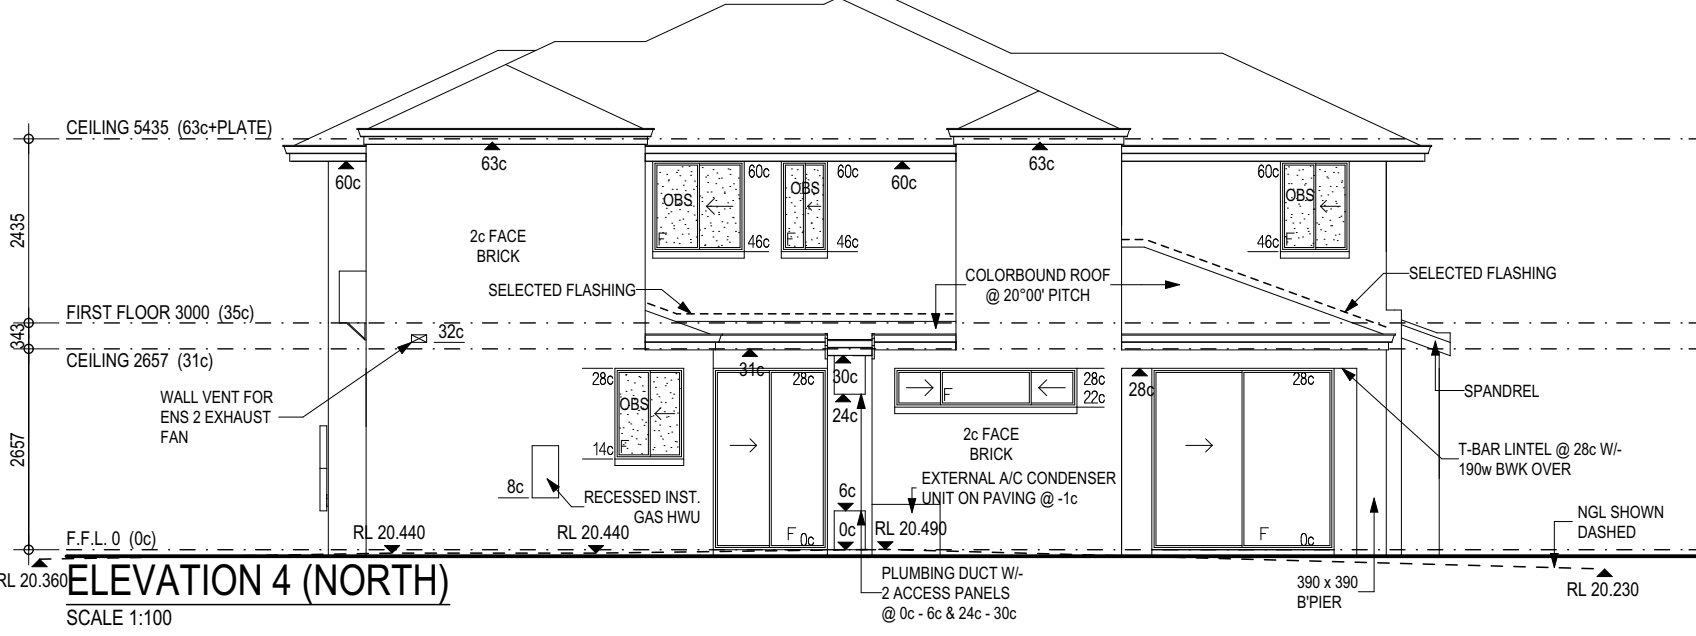 CEILING 5435 (63c+PLATE)
63c
63c
60c
60c
60c
60c
60c
60c
OBS
OBS
OBS
F
F
F
46c
46c
46c
2435
2c FACE
BRICK
SELECTED FLASHING
COLORBOUND ROOF
@ 20°00' PITCH
SELECTED FLASHING
FIRST FLOOR 3000 (35c)
343
32c
CEILING 2657 (31c)
31c
30c
28c
28c
28c
22c
28c
28c
24c
WALL VENT FOR
ENS 2 EXHAUST
FAN
OBS
F
F
SPANDREL
2657
14c
2c FACE
BRICK
T-BAR LINTEL @ 28c W/-
190w BWK OVER
8c
RECESSED INST.
GAS HWU
6c
EXTERNAL A/C CONDENSER
UNIT ON PAVING @ -1c
NGL SHOWN
DASHED
F.F.L. 0 (0c)
RL 20.440
RL 20.440
F
0c
0c
RL 20.490
F
0c
RL 20.360
ELEVATION 4 (NORTH)
SCALE 1:100
PLUMBING DUCT W/-
2 ACCESS PANELS
@ 0c - 6c & 24c - 30c
390 x 390
B'PIER
RL 20.230